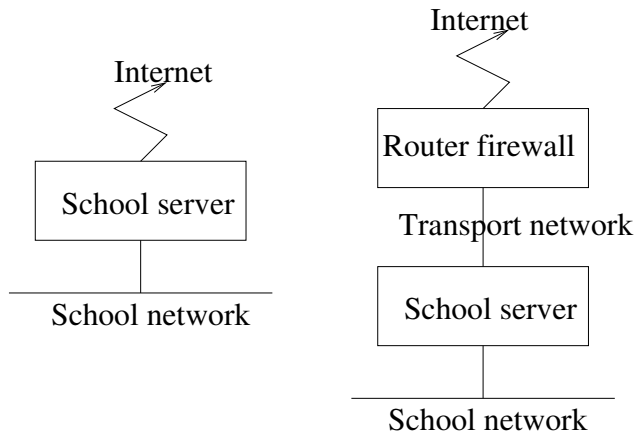 Internet
School server
School network
Internet
Router firewall
Transport network
School server
School network